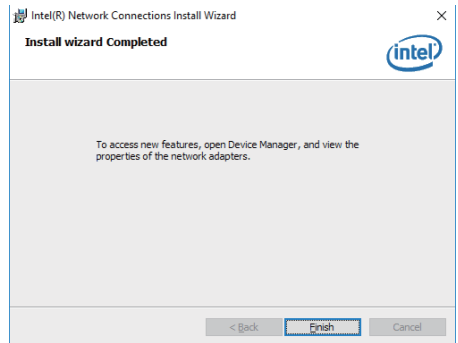 Intel(R) Network Connections Install Wizard
Install wizard Completed
intel
To access new features, open Device Manager, and view the
properties of the network adapters.
< Back
Finish
Cancel